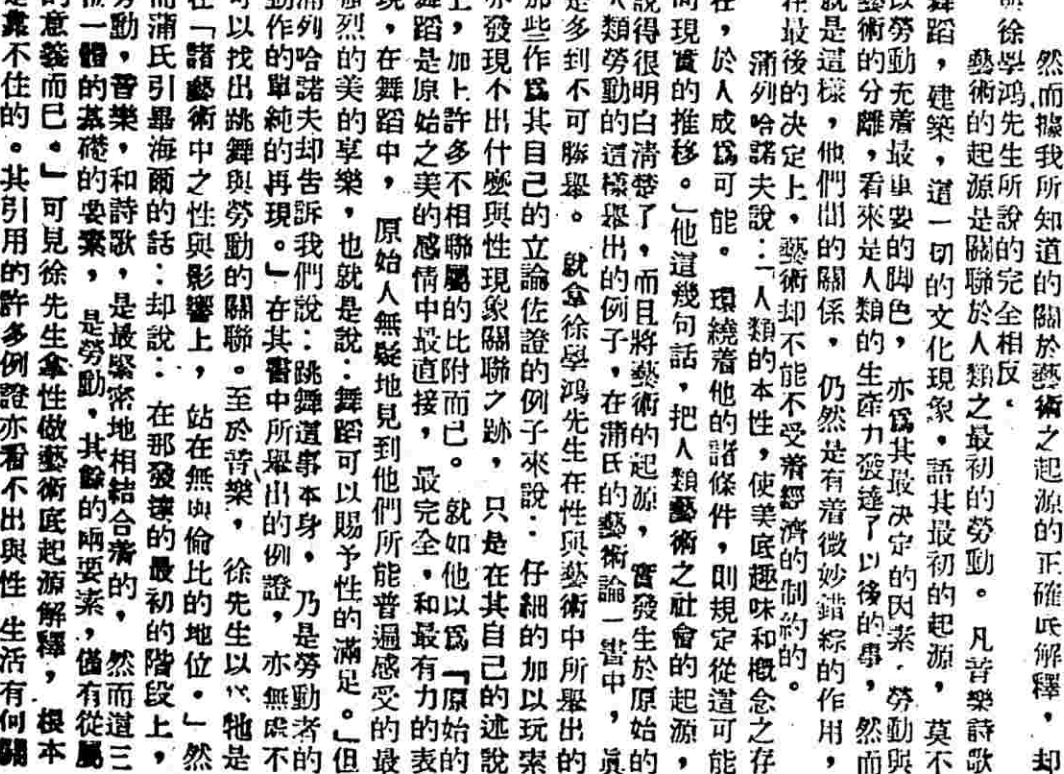 然而據我所知道的關於藝術之起源的正確底解釋，却
與徐學鴻先生所說的完全相反。
藝術的起源是關聯於人類之最初的勞動。凡音樂詩歌
舞蹈，建築，這一切的文化現象，語其最初的起源，莫不
以勞動充着最重要的脚色，亦爲其最决定的因素．勞動與
藝術的分離，看來是人類的生產力發達了以後的事，然而
就是這樣，他們間的關係，仍然是有着微妙錯綜的作用，
在最後的决定上，藝術却不能不受着經濟的制約的。
蒲列哈諾夫說：「人類的本性，使美底趣味和概念之存
在，於人成爲可能。環繞着他的諸條件，則規定從這可能
向現實的推移。」他這幾句話，把人類藝術之社會的起源，
說得很明白清楚了，而且將藝術的起源，實發生於原始的
人類勞動的這樣舉出的例子，在蒲氏的藝術論一書中，眞
是多到不可勝舉。就拿徐學鴻先生在性與藝術中所舉出的
那些作爲其自己的立論佐證的例子來說：仔細的加以玩索
亦發現不出什麼與性現象關聯之跡，只是在其自己的述說
上，加上許多不相聯屬的比附而已。就如他以爲『原始的
舞蹈是原始之美的感情中最直接，最完全，和最有力的表
現，在舞蹈中，原始人無疑地見到他們所能普遍感受的最
強烈的美的享樂，也就是說：舞蹈可以賜予性的滿足。」但
蒲列哈諾夫却告訴我們說：跳舞這事本身，乃是勞動者的
動作的單純的再現。」在其書中所舉出的例證，亦無處不
可以找出跳舞與勞動的關聯。至於音樂，徐先生以爲牠是
在「諸藝術中之性與影響上，站在無與倫比的地位。」然
而蒲氏引畢海爾的話：却說：在那發達的最初的階段上，
勞動，音樂，和詩歌，是最緊密地相結合着的，然而這三
一體的基礎的要素，是勞動，其餘的兩要素，僅有從屬
的意義而已。」可見徐先生拿性做藝術底起源解釋，根本
是靠不住的。其引用的許多例證亦看不出與性生活有何關